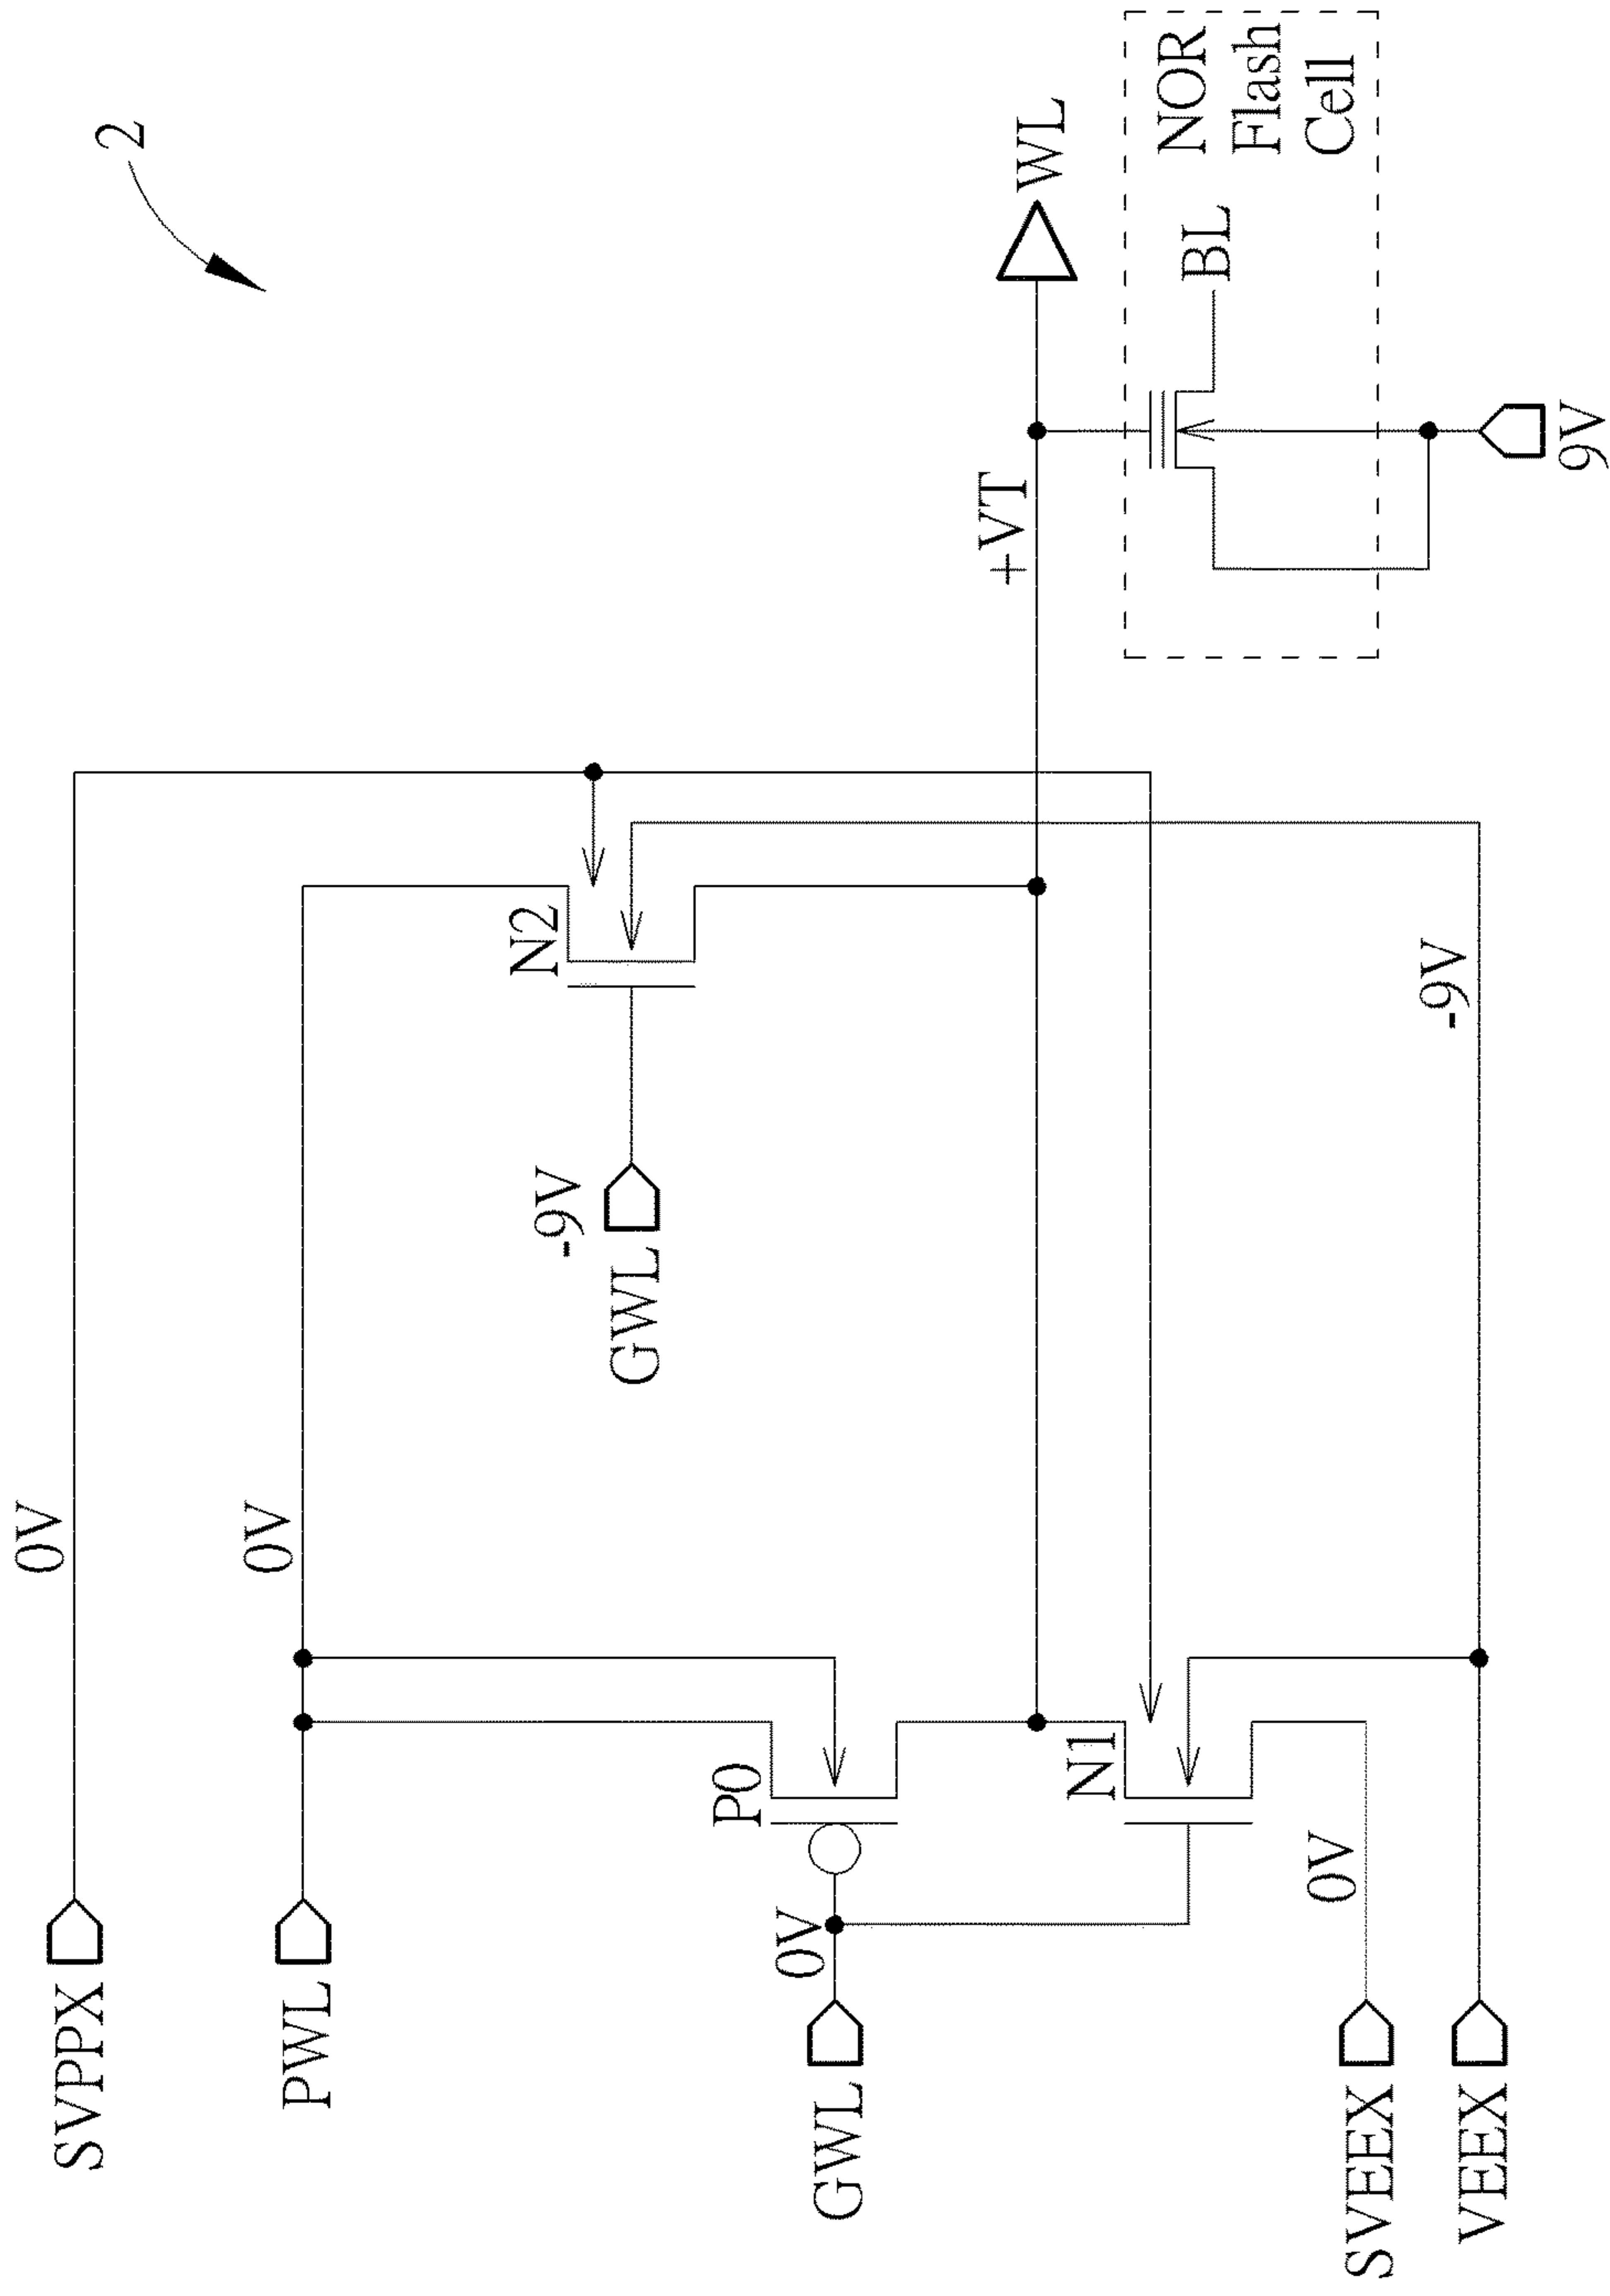 2
SVPPX
0V
PWL
0V
N2
-9V
GWL
P0
0V
GWL
+VT
WL
N1
BL
NOR
Flash
Cell
0V
SVEEX
-9V
VEEX
9V